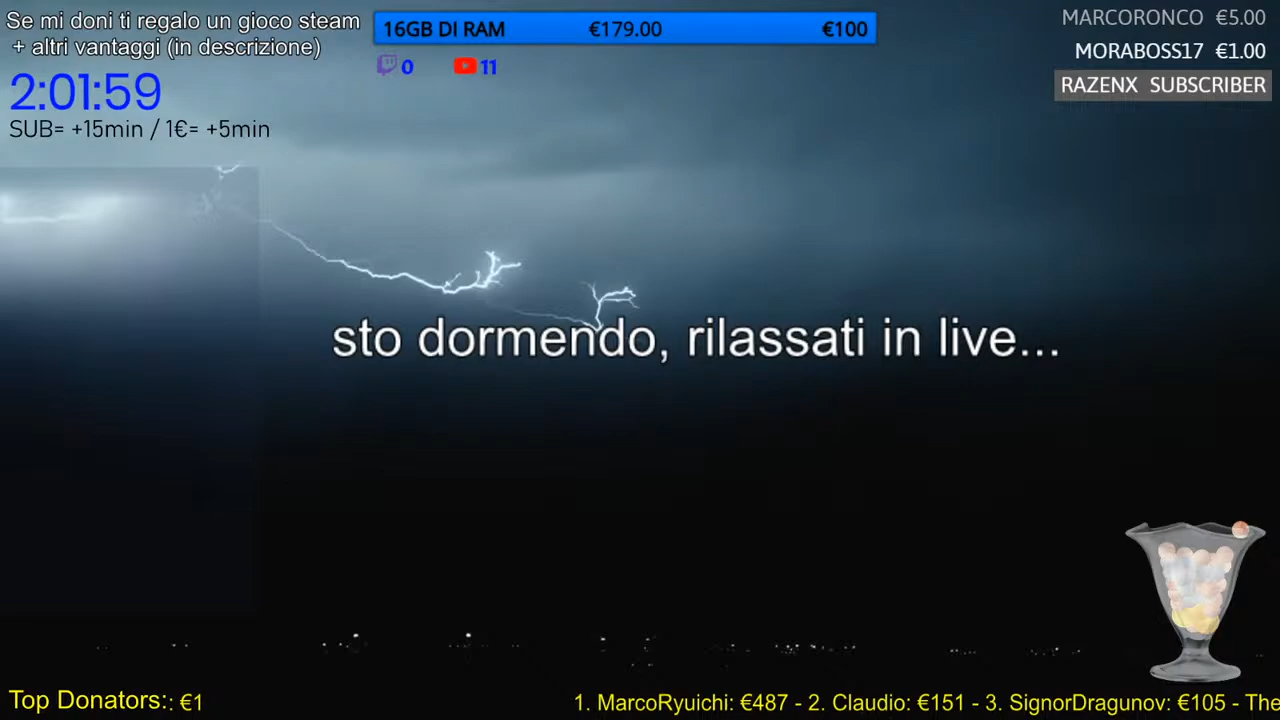 Se mi doni ti regalo un gioco steam
+ altri vantaggi (in descrizione)
2:01:59
SUB= +15min / 1€= +5min
16GB DI RAM €179.00 €100
0 11
MARCORONCO €5.00
MORABOSS17 €1.00
RAZENX SUBSCRIBER
sto dormendo, rilassati in live...
Top Donators:: €1
1. MarcoRyuichi: €487 - 2. Claudio: €151 - 3. SignorDragunov: €105 - The